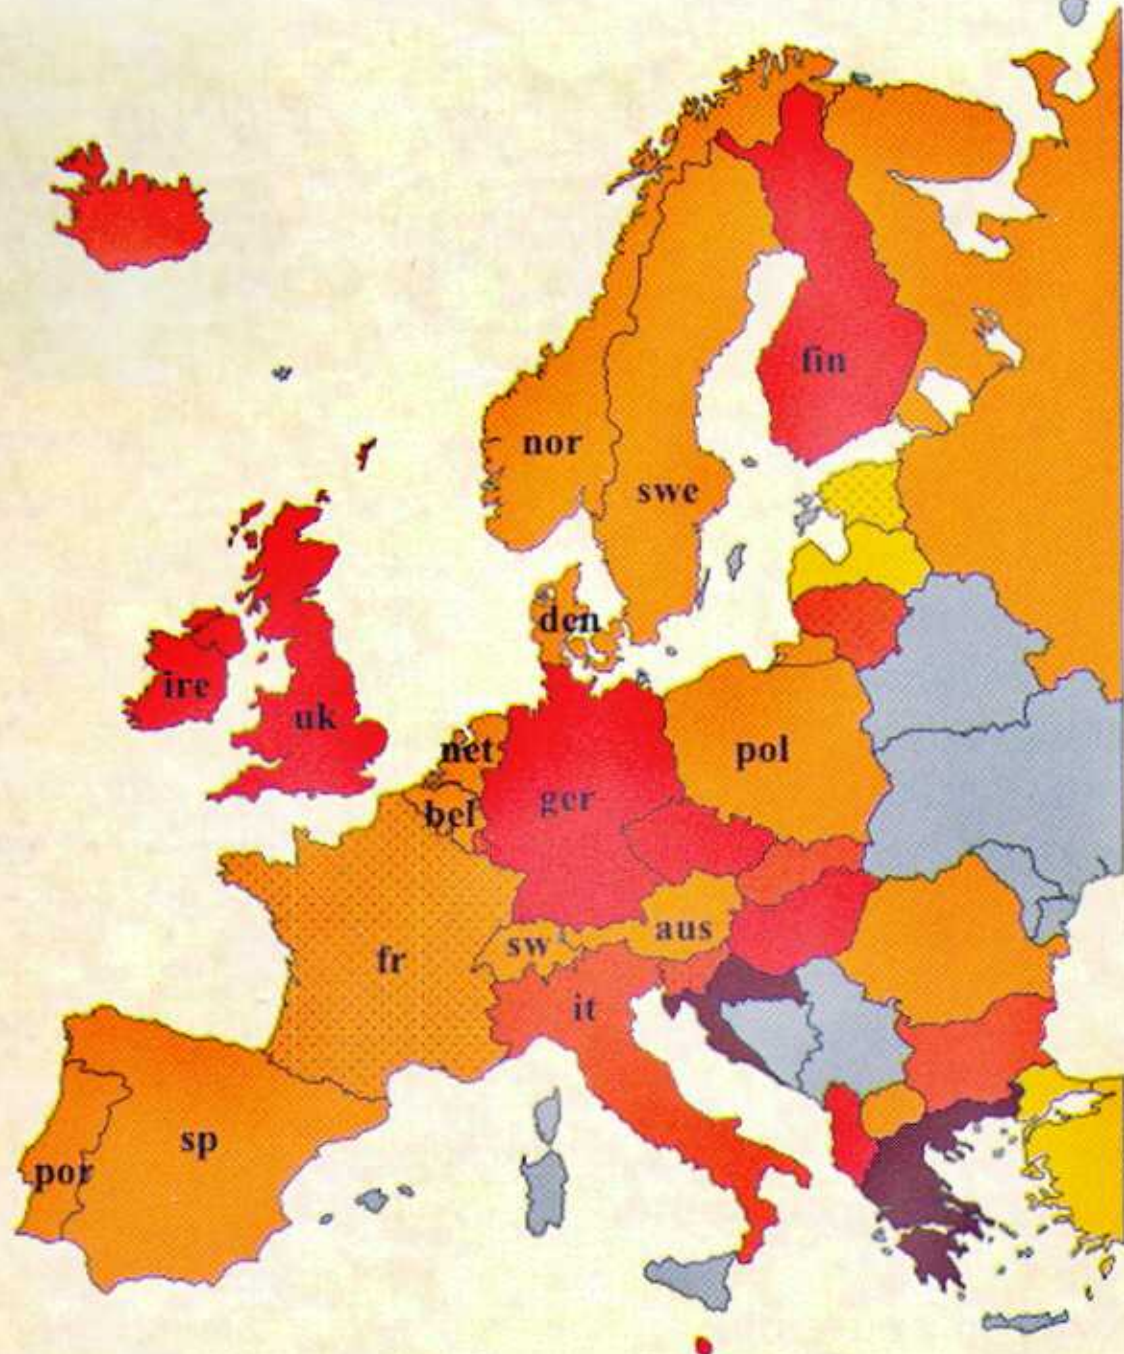 fin
nor
swe
den
ire
uk
net
pol
ger
bel
aus
sw
fr
it
sp
por